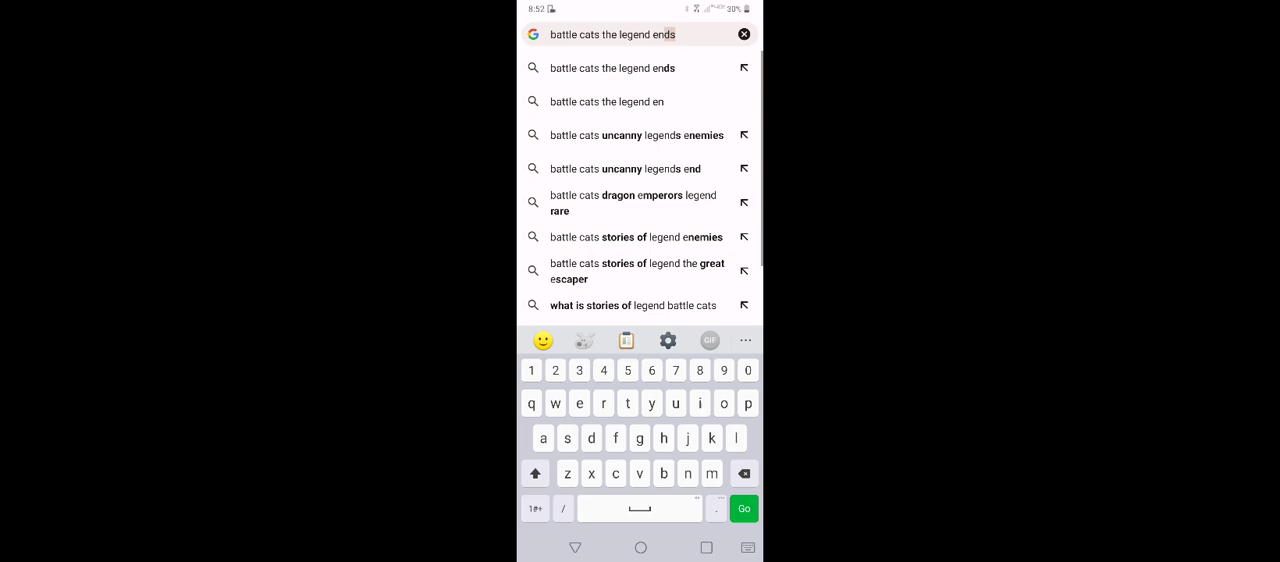 8:52 30%
battle cats the legend ends
battle cats the legend ends
battle cats the legend en
battle cats uncanny legends enemies
battle cats uncanny legends end
battle cats dragon emperors legend
rare
battle cats stories of legend enemies
battle cats stories of legend the great
escaper
what is stories of legend battle cats
GIF
1 2 3 4 5 6 7 8 9 0
q w e r t y u i o p
a s d f g h j k l
z x c v b n m
1#+ / . Go